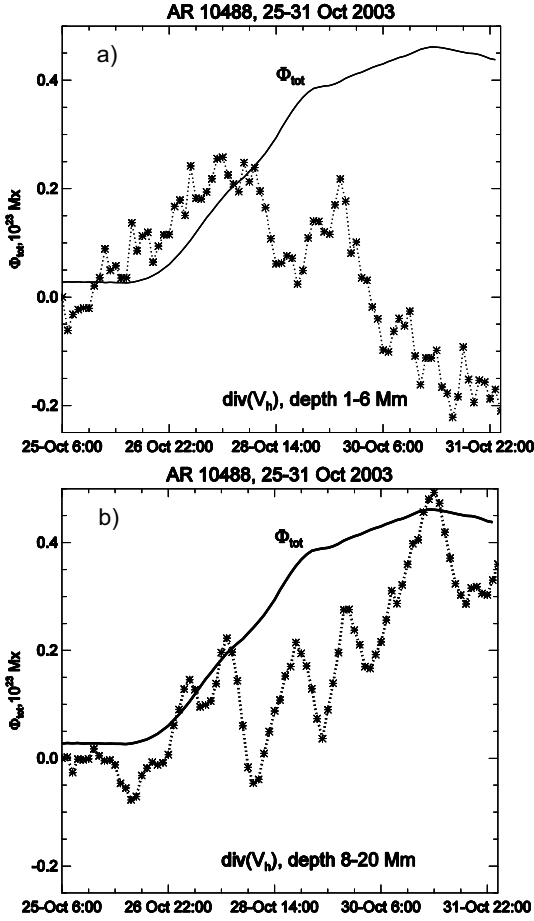 AR 10488, 25-31 Oct 2003
a)
Φtot
0.4
0.2
0.0
-0.2
Φtot, 10^23 Mx
div(Vh), depth 1-6 Mm
25-Oct 6:00 26 Oct 22:00 28-Oct 14:00 30-Oct 6:00 31-Oct 22:00
AR 10488, 25-31 Oct 2003
b)
Φtot
0.4
0.2
0.0
-0.2
Φtot, 10^23 Mx
div(Vh), depth 8-20 Mm
25-Oct 6:00 26 Oct 22:00 28-Oct 14:00 30-Oct 6:00 31-Oct 22:00